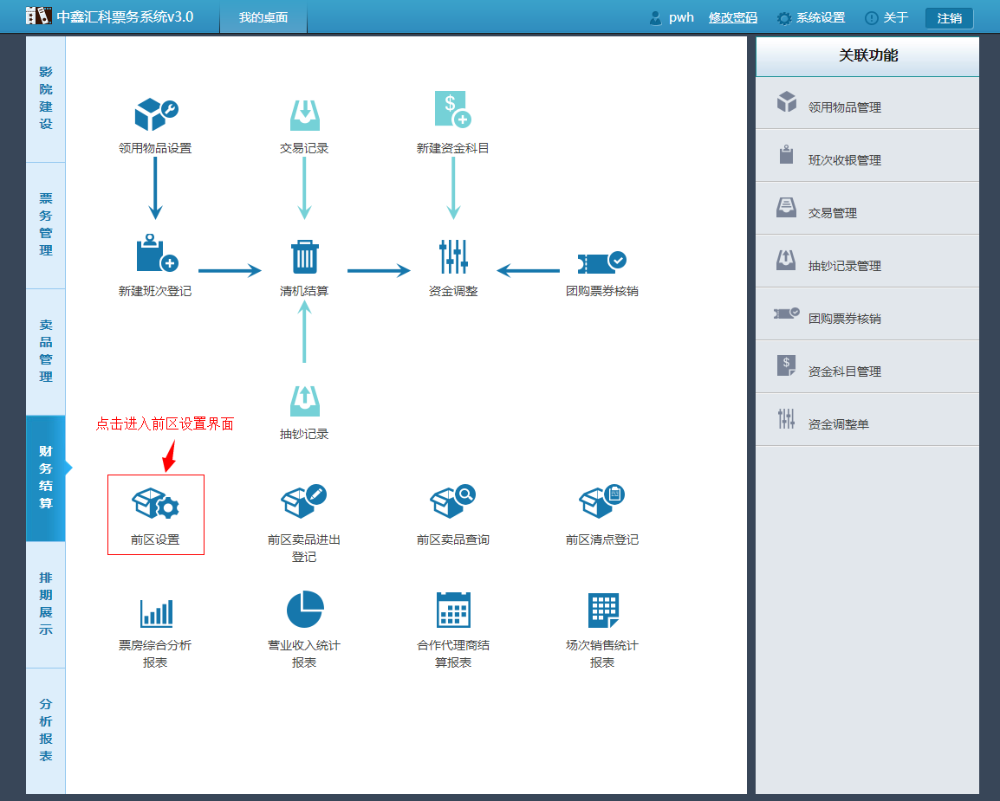 中鑫汇科票务系统v3.0
我的桌面
pwh
修改密码
系统设置
关于
注销
影院建设
票务管理
卖品管理
财务结算
排期展示
分析报表
领用物品设置
交易记录
新建资金科目
新建班次登记
清机结算
资金调整
团购票券核销
抽钞记录
点击进入前区设置界面
前区设置
前区卖品进出
登记
前区卖品查询
前区清点登记
票房综合分析
报表
营业收入统计
报表
合作代理商结
算报表
场次销售统计
报表
关联功能
领用物品管理
班次收银管理
交易管理
抽钞记录管理
团购票券核销
资金科目管理
资金调整单